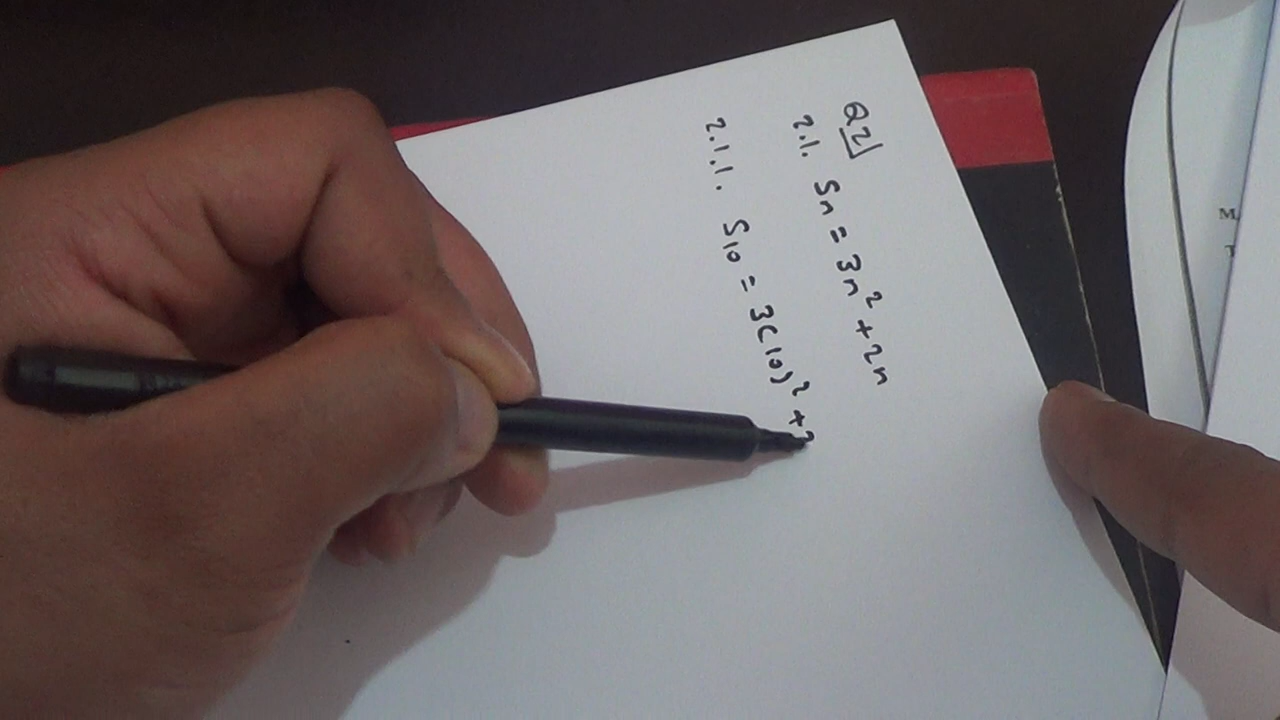 Q2
2.1. Sn = 3n² + 2n
2.1.1. S10 = 3(10)² +